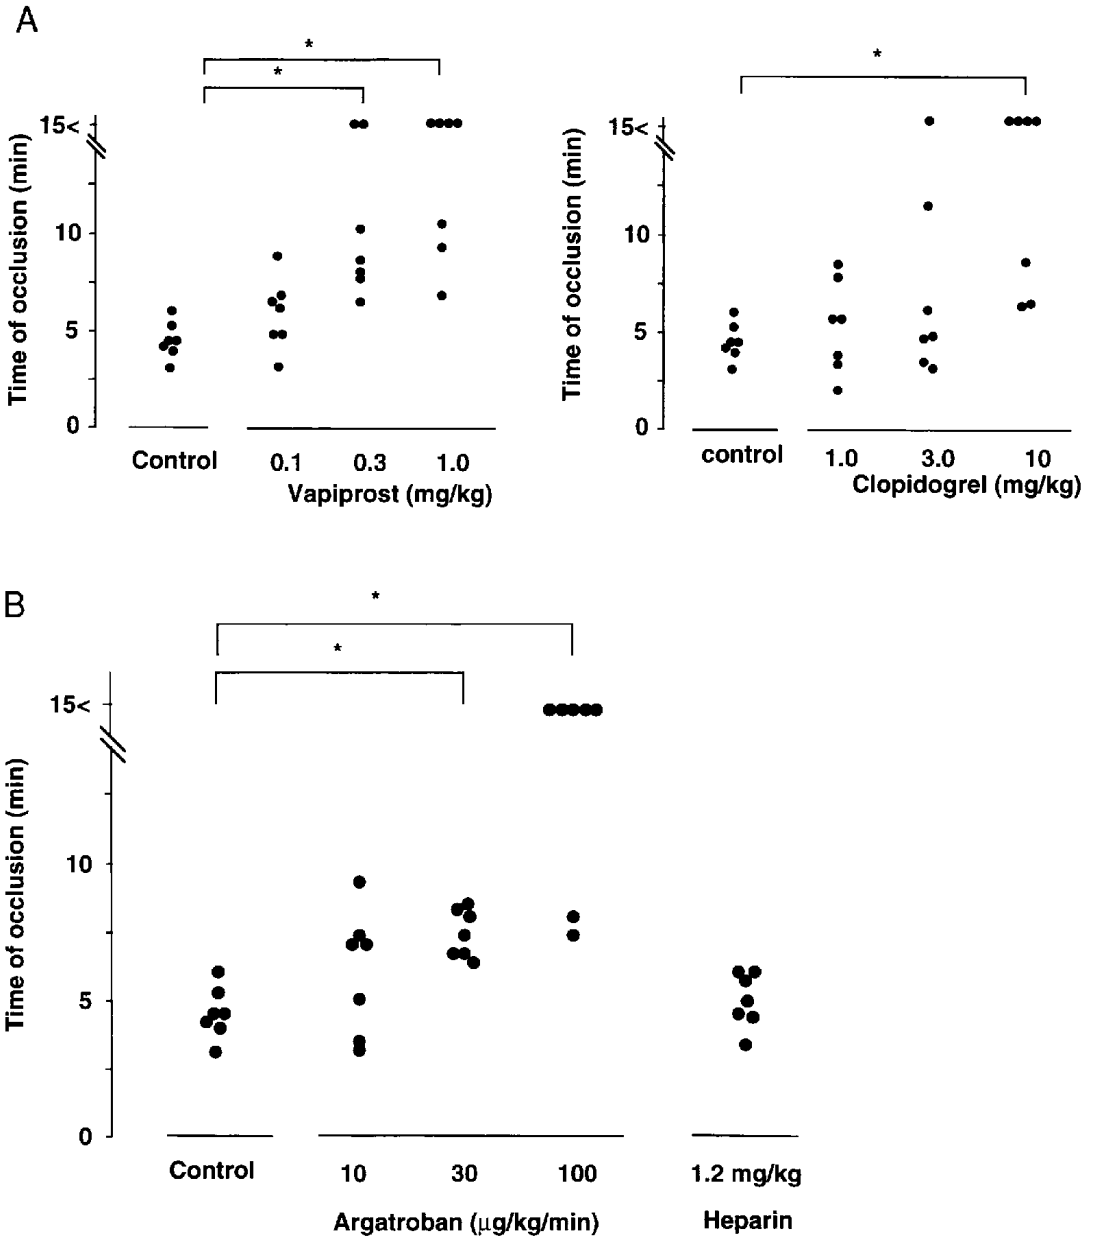 A
*
*
15<
10
5
0
Time of occlusion (min)
Control
0.1 0.3 1.0
Vapiprost (mg/kg)
*
15<
10
5
0
Time of occlusion (min)
control
1.0 3.0 10
Clopidogrel (mg/kg)
B
*
*
15<
10
5
0
Time of occlusion (min)
Control
10 30 100
1.2 mg/kg
Argatroban (μg/kg/min)
Heparin